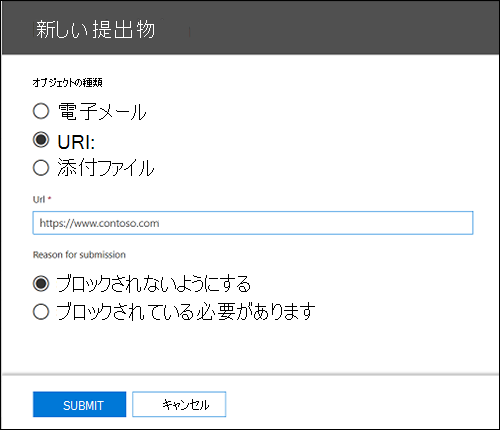 新しい提出物
オブジェクトの種類
電子メール
URI:
添付ファイル
Url *
https://www.contoso.com
Reason for submission
ブロックされないようにする
ブロックされている必要があります
SUBMIT
キャンセル